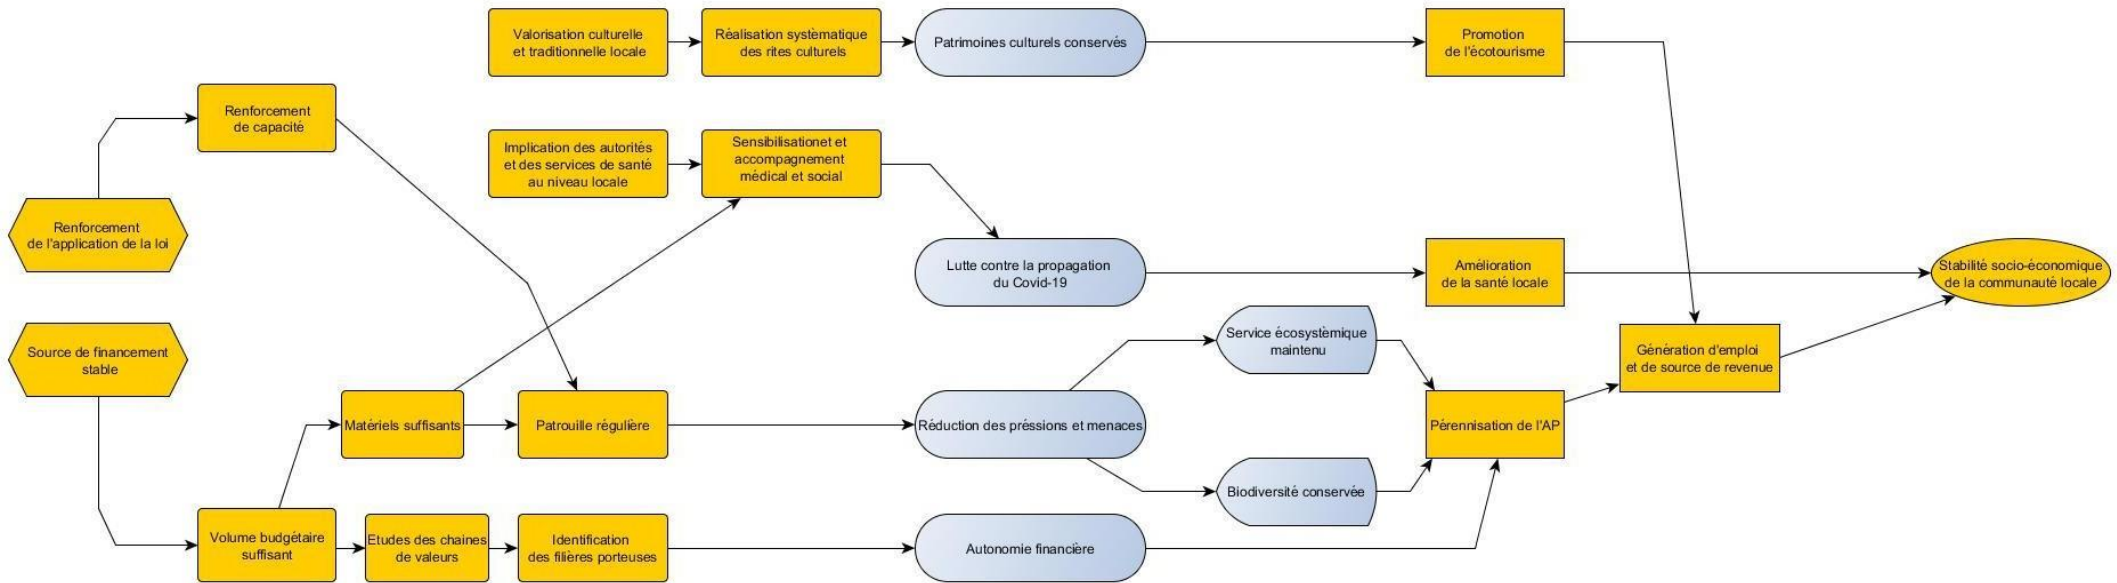 Valorisation culturelle
et traditionnelle locale
Réalisation systèmatique
des rites culturels
Patrimoines culturels conservés
Promotion
de l'écotourisme
Renforcement
de capacité
Implication des autorités
et des services de santé
au niveau locale
Sensibilisationet et
accompagnement
médical et social
Renforcement
de l'application de la loi
Lutte contre la propagation
du Covid-19
Amélioration
de la santé locale
Stabilité socio-économique
de la communauté locale
Source de financement
stable
Service écosystèmique
maintenu
Génération d'emploi
et de source de revenue
Matériels suffisants
Patrouille régulière
Réduction des préssions et menaces
Pérennisation de l'AP
Biodiversité conservée
Volume budgétaire
suffisant
Etudes des chaines
de valeurs
Identification
des filières porteuses
Autonomie financière